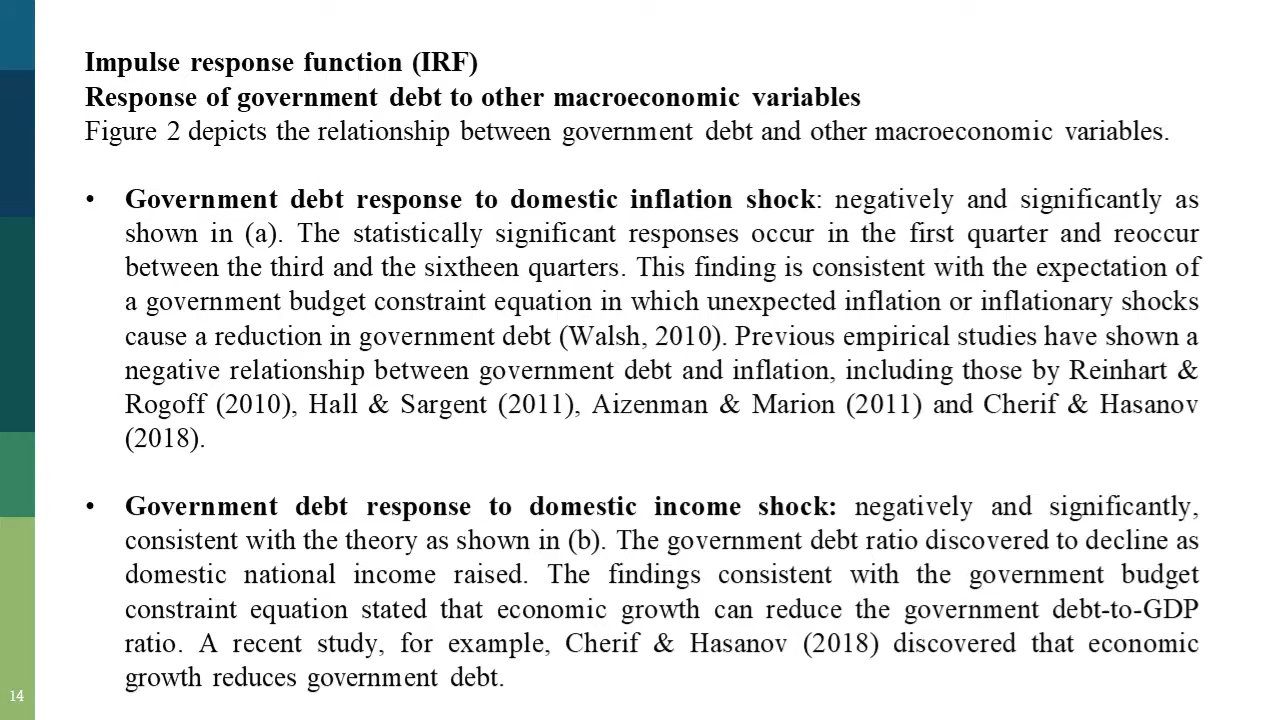 Impulse response function (IRF)
Response of government debt to other macroeconomic variables
Figure 2 depicts the relationship between government debt and other macroeconomic variables.
• Government debt response to domestic inflation shock: negatively and significantly as
shown in (a). The statistically significant responses occur in the first quarter and reoccur
between the third and the sixtheen quarters. This finding is consistent with the expectation of
a government budget constraint equation in which unexpected inflation or inflationary shocks
cause a reduction in government debt (Walsh, 2010). Previous empirical studies have shown a
negative relationship between government debt and inflation, including those by Reinhart &
Rogoff (2010), Hall & Sargent (2011), Aizenman & Marion (2011) and Cherif & Hasanov
(2018).
• Government debt response to domestic income shock: negatively and significantly,
consistent with the theory as shown in (b). The government debt ratio discovered to decline as
domestic national income raised. The findings consistent with the government budget
constraint equation stated that economic growth can reduce the government debt-to-GDP
ratio. A recent study, for example, Cherif & Hasanov (2018) discovered that economic
growth reduces government debt.
14